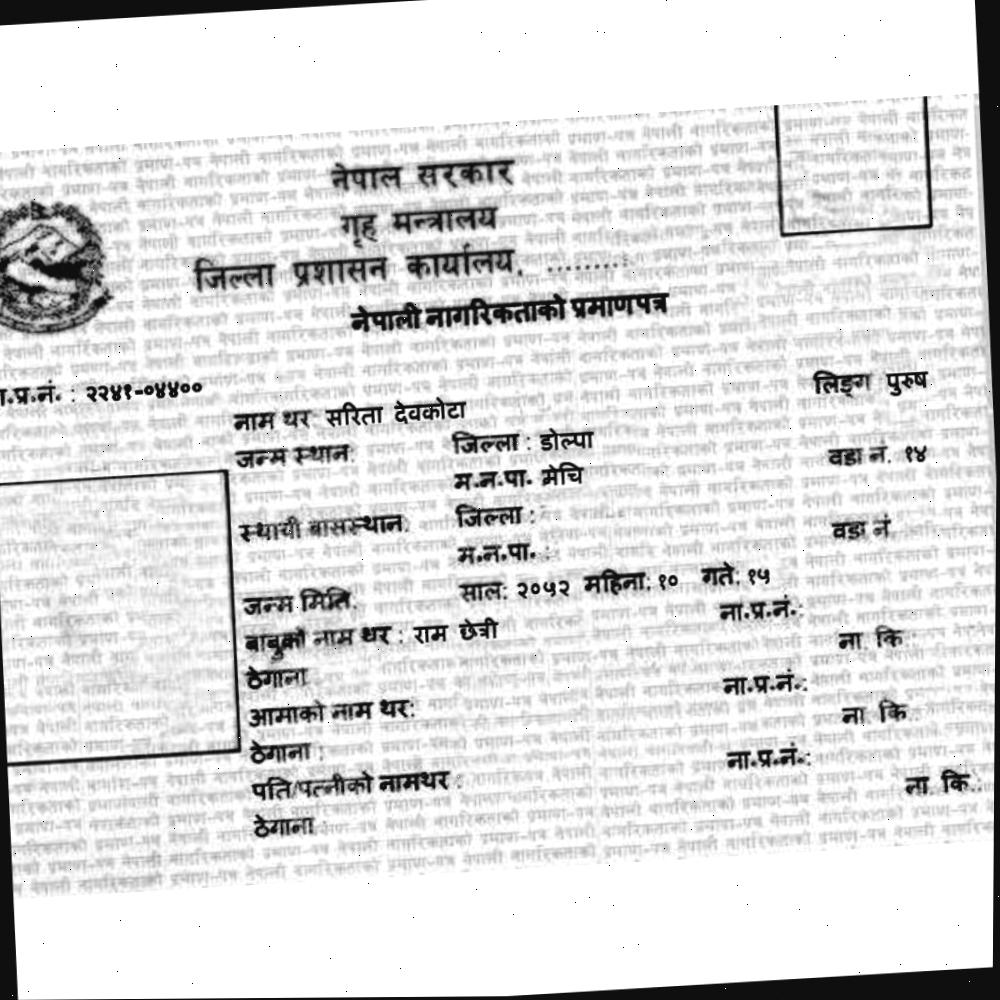 नेपाल सरकार
गृह मन्त्रालय
जिल्ला प्रशासन कार्यालय, .........
नेपाली नागरिकताको प्रमाणपत्र
ा.प्र.नं. : २२४१-०४४०० लिङ्ग पुरुष
नाम थर सरिता देवकोटा
जन्म स्थान: जिल्ला : डोल्पा वडा नं. १४
म.न.पा. मेचि
स्थायी बासस्थान: जिल्ला : वडा नं
म.न.पा. :
जन्म मिति: साल: २०५२ महिना: १० गते: १५
बाबुको नाम थर : राम छेत्री ना.प्र.नं.:
ठेगाना ना कि
आमाको नाम थर: ना.प्र.नं.:
ठेगाना : ना कि.
पति/पत्नीको नामथर : ना.प्र.नं.:
ठेगाना ना कि.: